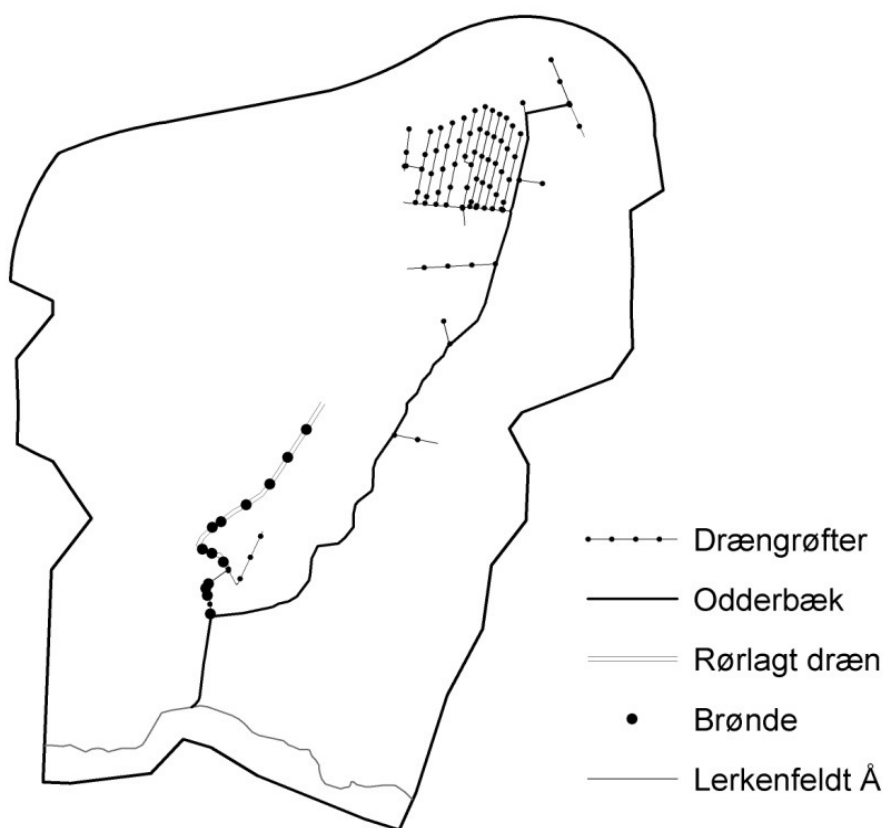 Drængrøfter
Odderbæk
Rørlagt dræn
Brønde
Lerkenfeldt Å